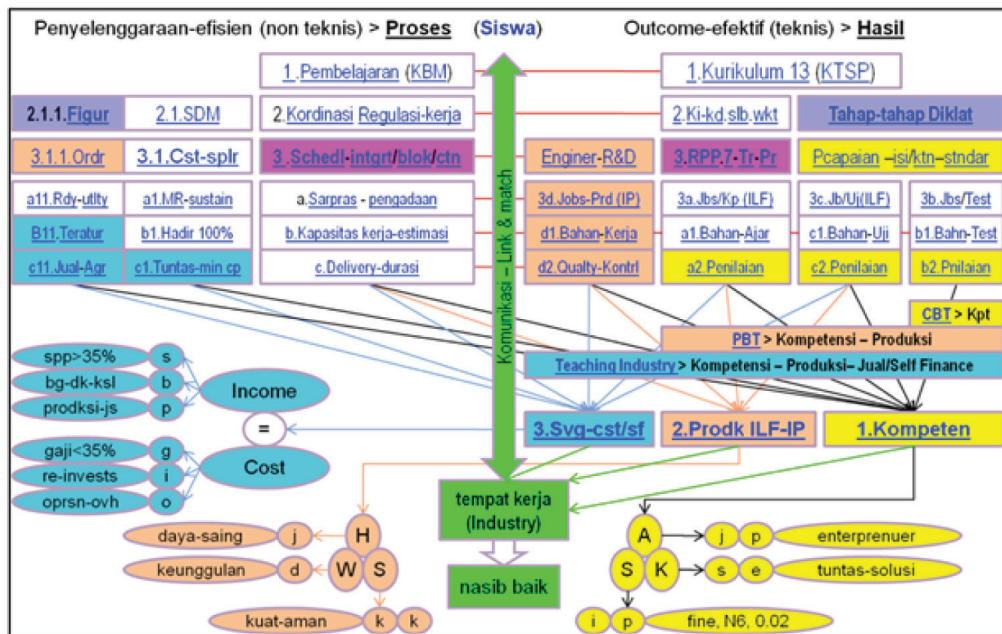 Penyelenggaraan-efisien (non teknis) > Proses (Siswa) Outcome-efektif (teknis) > Hasil
1.Pembelajaran (KBM) 1.Kurikulum 13 (KTSP)
2.1.1.Figur 2.1.SDM 2.Kordinasi Regulasi-kerja 2.Ki-kd.slb.wkt Tahap-tahap Diklat
3.1.1.Ordr 3.1.Cst-splr 3.Schedl-intgrt/blok/ctn Enginer-R&D 3.RPP.7-Tr-Pr Pcapaian –isi/ktn–stndar
a11.Rdy-utlty a1.MR-sustain a.Sarpras - pengadaan 3d.Jobs-Prd (IP) 3a.Jbs/Kp (ILF) 3c.Jb/Uj(ILF) 3b.Jbs/Test
B11.Teratur b1.Hadir 100% b.Kapasitas kerja-estimasi d1.Bahan-Kerja a1.Bahan-Ajar c1.Bahan-Uji b1.Bahn-Test
c11.Jual-Agr c1.Tuntas-min cp c.Delivery-durasi d2.Qualty-Kontrl a2.Penilaian c2.Penilaian b2.Pnilaian
Komunikasi – Link & match
CBT > Kpt
PBT > Kompetensi – Produksi
Teaching Industry > Kompetensi – Produksi– Jual/Self Finance
spp>35% s
bg-dk-ksl b
prodksi-js p
Income
=
Cost
gaji<35% g
re-invests i
oprsn-ovh o
3.Svg-cst/sf 2.Prodk ILF-IP 1.Kompeten
tempat kerja
(Industry)
nasib baik
daya-saing j H
keunggulan d W S
kuat-aman k k
A j p enterprenuer
S K s e tuntas-solusi
i p fine, N6, 0.02